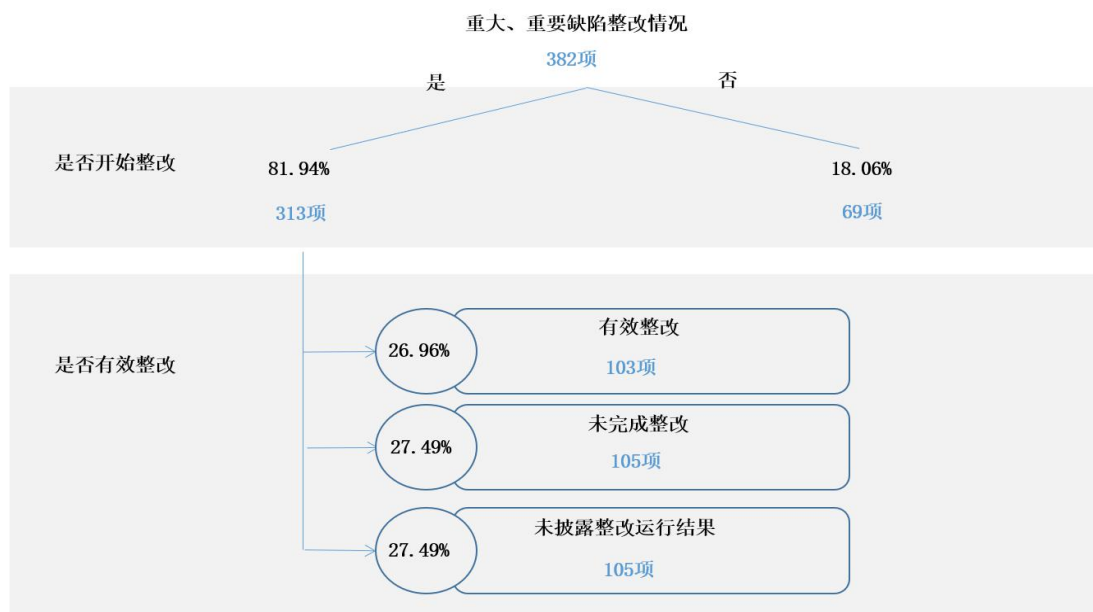 重大、重要缺陷整改情况
382项
是
否
是否开始整改
81.94%
18.06%
313项
69项
是否有效整改
26.96%
有效整改
103项
27.49%
未完成整改
105项
27.49%
未披露整改运行结果
105项